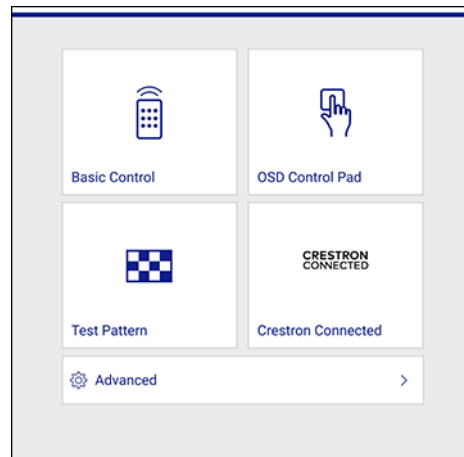 Basic Control
OSD Control Pad
Test Pattern
CRESTRON
CONNECTED
Crestron Connected
Advanced